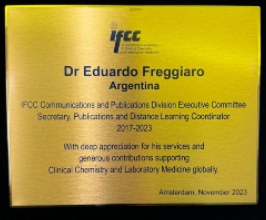 ifcc
Dr Eduardo Freggiaro
Argentina
IFCC Communications and Publications Division Executive Committee
Secretary, Publications and Distance Learning Coordinator
2017-2023
With deep appreciation for his services and
generous contributions supporting
Clinical Chemistry and Laboratory Medicine globally.
Amsterdam, November 2023